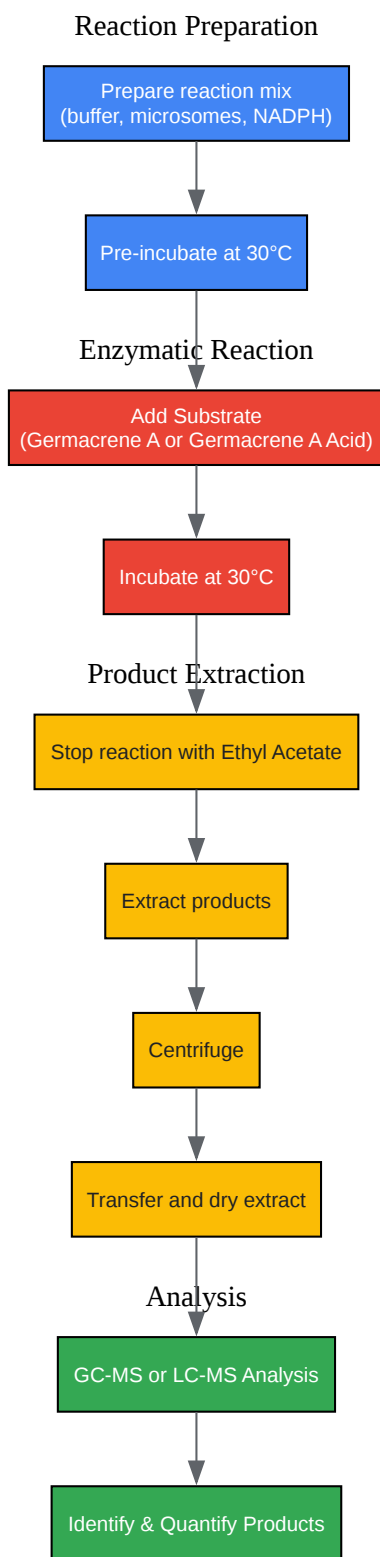 Reaction Preparation
Prepare reaction mix
(buffer, microsomes, NADPH)
Pre-incubate at 30°C
Enzymatic Reaction
Add Substrate
(Germacrene A or Germacrene A Acid)
Incubate at 30°C
Product Extraction
Stop reaction with Ethyl Acetate
Extract products
Centrifuge
Transfer and dry extract
Analysis
GC-MS or LC-MS Analysis
Identify & Quantify Products